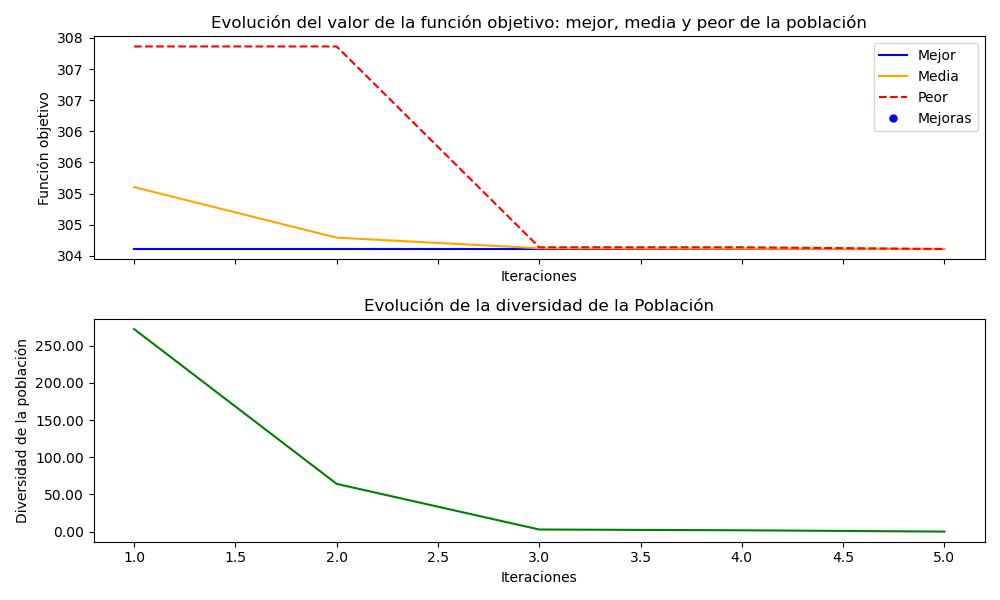 Evolución del valor de la función objetivo: mejor, media y peor de la población
308
307
307
306
306
305
305
304
Función objetivo
Mejor
Media
Peor
Mejoras
Iteraciones
Evolución de la diversidad de la Población
250.00
200.00
150.00
100.00
50.00
0.00
Diversidad de la población
1.0 1.5 2.0 2.5 3.0 3.5 4.0 4.5 5.0
Iteraciones